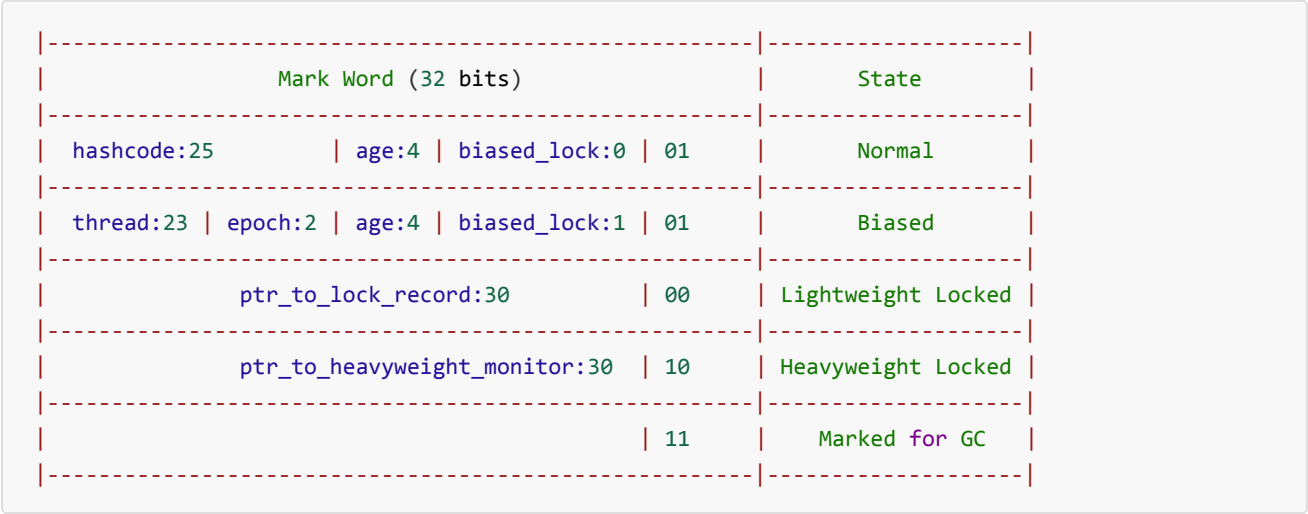 |-------------------------------------------------------|--------------------|
| Mark Word (32 bits) | State |
|-------------------------------------------------------|--------------------|
| hashcode:25 | age:4 | biased_lock:0 | 01 | Normal |
|-------------------------------------------------------|--------------------|
| thread:23 | epoch:2 | age:4 | biased_lock:1 | 01 | Biased |
|-------------------------------------------------------|--------------------|
| ptr_to_lock_record:30 | 00 | Lightweight Locked |
|-------------------------------------------------------|--------------------|
| ptr_to_heavyweight_monitor:30 | 10 | Heavyweight Locked |
|-------------------------------------------------------|--------------------|
| | 11 | Marked for GC |
|-------------------------------------------------------|--------------------|